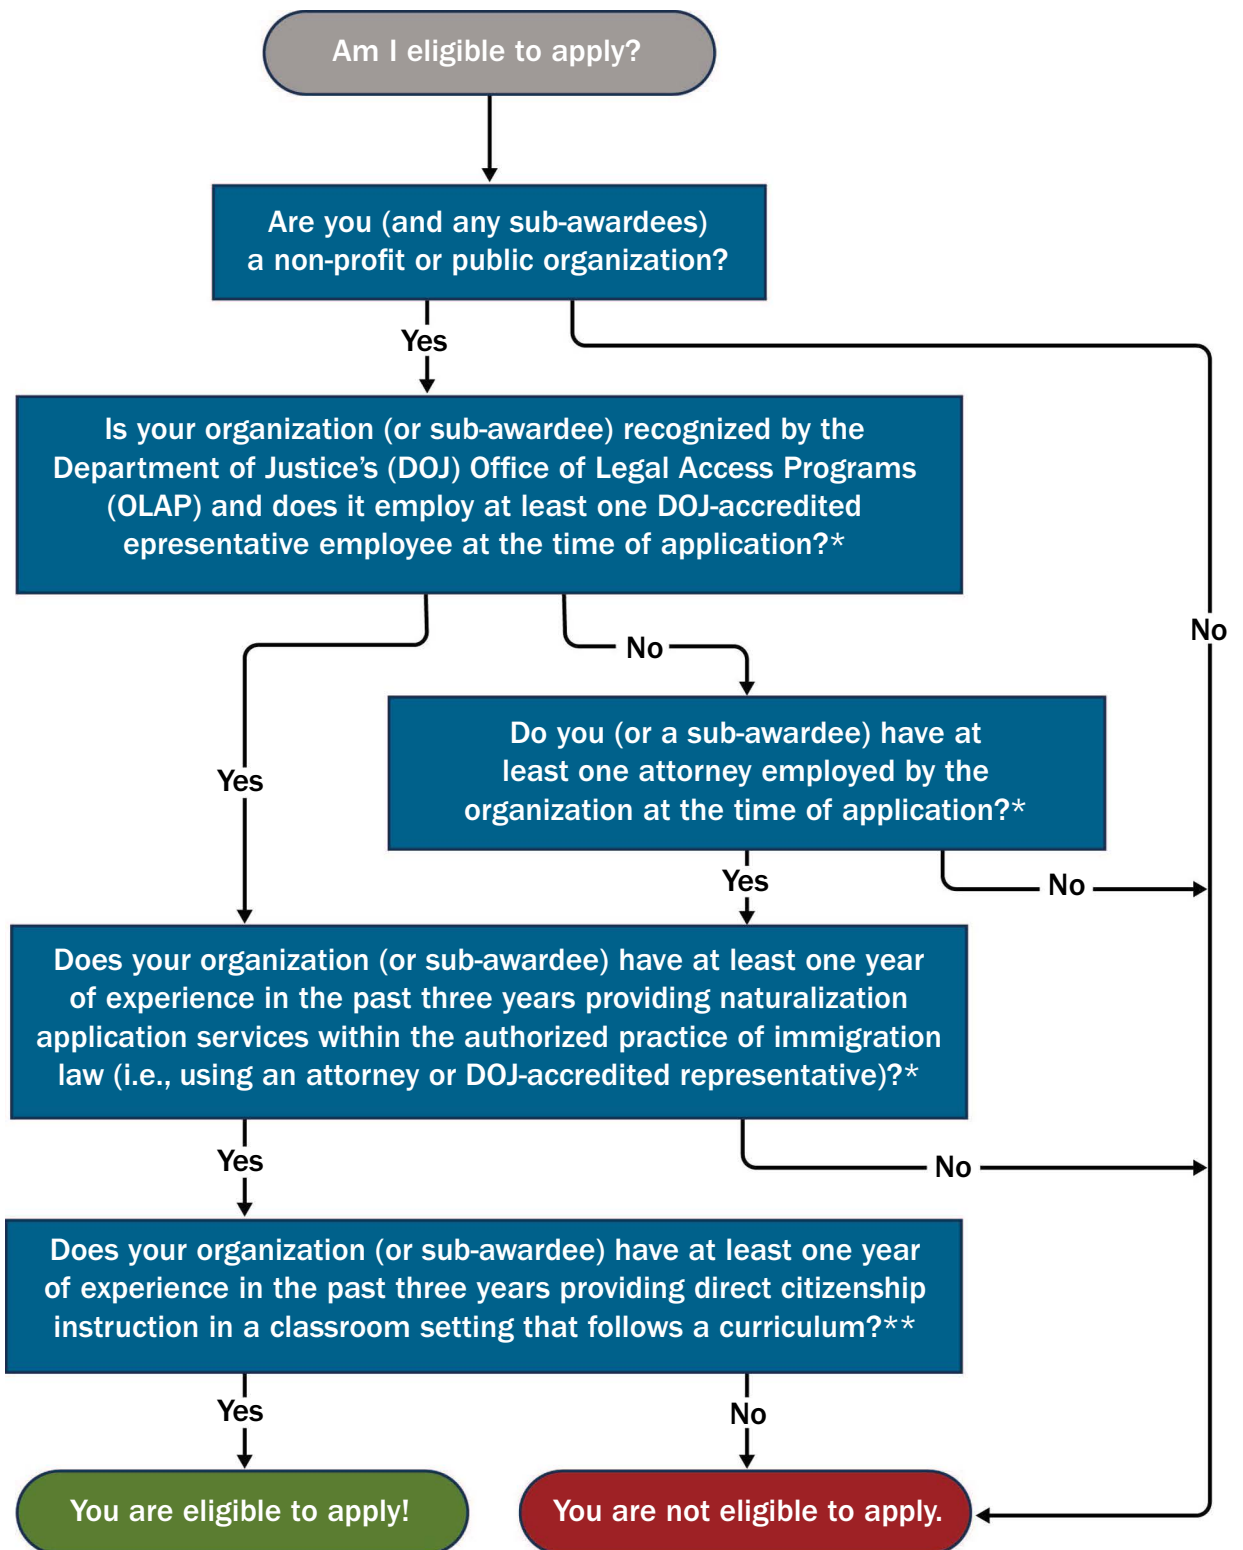 Am I eligible to apply?
Are you (and any sub-awardees)
a non-profit or public organization?
Yes
Is your organization (or sub-awardee) recognized by the
Department of Justice's (DOJ) Office of Legal Access Programs
(OLAP) and does it employ at least one DOJ-accredited
epresentative employee at the time of application?*
No
No
Do you (or a sub-awardee) have at
least one attorney employed by the
organization at the time of application?*
Yes
Yes
No
Does your organization (or sub-awardee) have at least one year
of experience in the past three years providing naturalization
application services within the authorized practice of immigration
law (i.e., using an attorney or DOJ-accredited representative)?*
Yes
No
Does your organization (or sub-awardee) have at least one year
of experience in the past three years providing direct citizenship
instruction in a classroom setting that follows a curriculum?**
Yes
No
You are eligible to apply!
You are not eligible to apply.